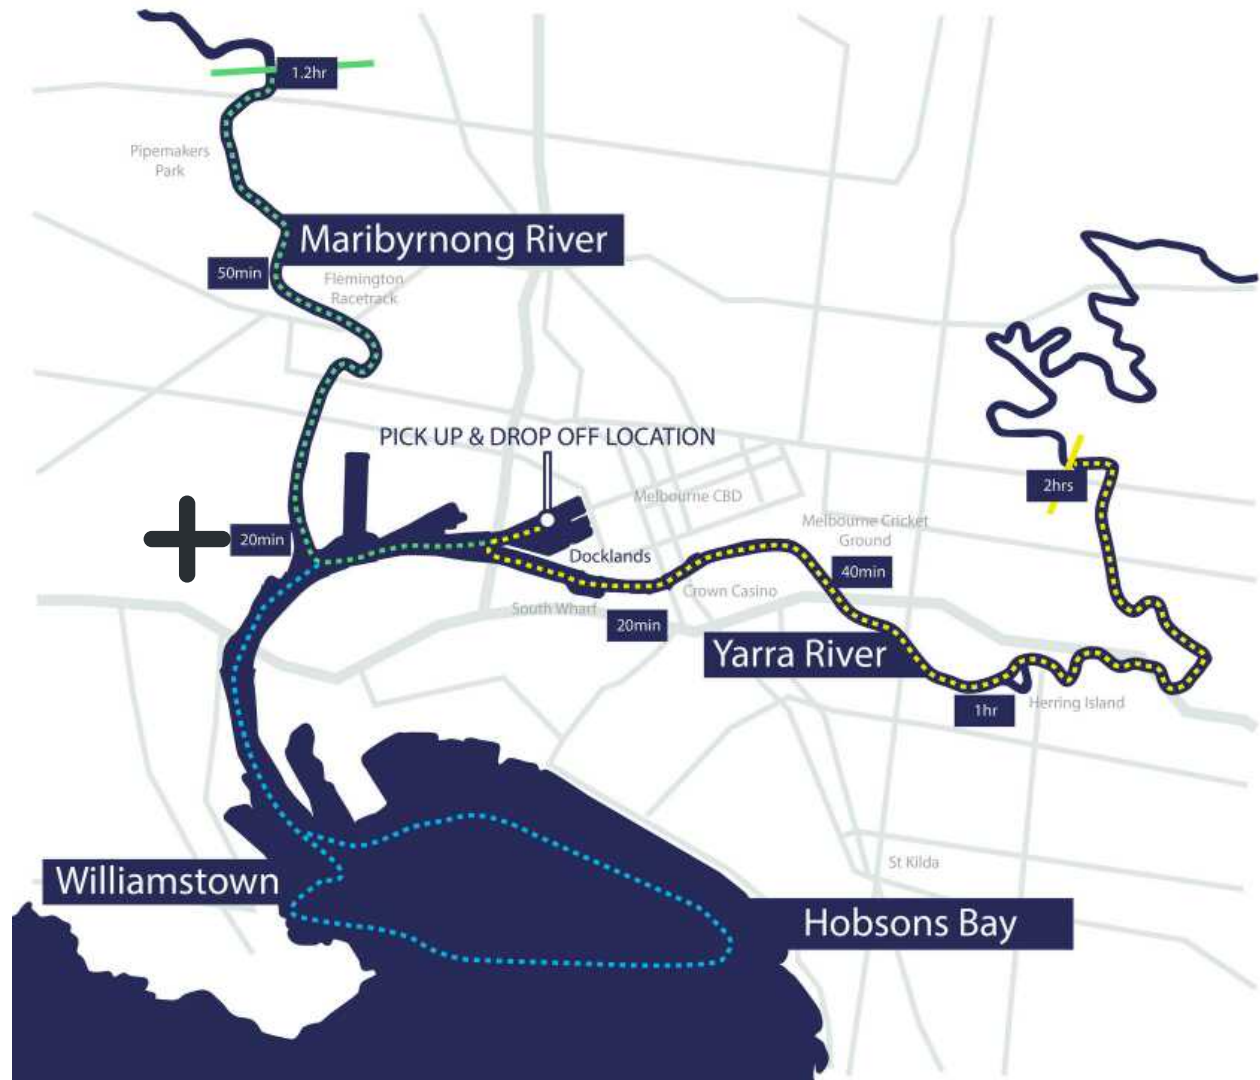 1.2hr
Pipemakers
Park
Maribyrnong River
50min
Flemington
Racetrack
PICK UP & DROP OFF LOCATION
2hrs
Melbourne CBD
Melbourne Cricket
Ground
20min
Docklands
40min
Crown Casino
South Wharf
20min
Yarra River
Herring Island
1hr
St Kilda
Williamstown
Hobsons Bay